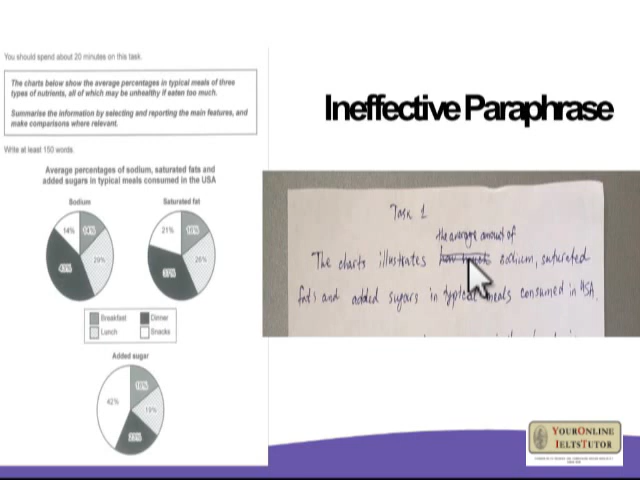 You should spend about 20 minutes on this task.
The charts below show the average percentages in typical meals of three
types of nutrients, all of which may be unhealthy if eaten too much.
Summarise the information by selecting and reporting the main features, and
make comparisons where relevant.
Write at least 150 words.
Average percentages of sodium, saturated fats and
added sugars in typical meals consumed in the USA
Sodium
Saturated fat
14%
14%
29%
43%
21%
16%
26%
37%
Breakfast
Dinner
Lunch
Snacks
Added sugar
16%
19%
23%
42%
Ineffective Paraphrase
Task 1
the average amount of
The charts illustrates sodium, saturated
fats and added sugars in typical meals consumed in USA.
YourOnline
IeltsTutor